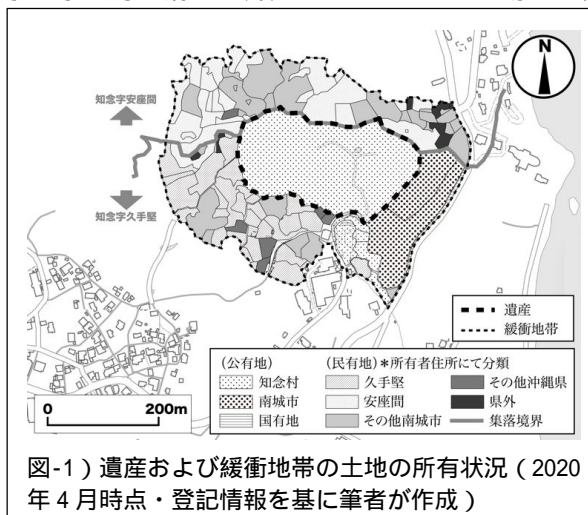 N
知念字安座間
知念字久手堅
遺産
緩衝地帯
(公有地) (民有地)*所有者住所にて分類
知念村 久手堅 その他沖縄県
南城市 安座間 県外
国有地 その他南城市 集落境界
0 200m
図-1）遺産および緩衝地帯の土地の所有状況（2020
年４月時点・登記情報を基に筆者が作成）